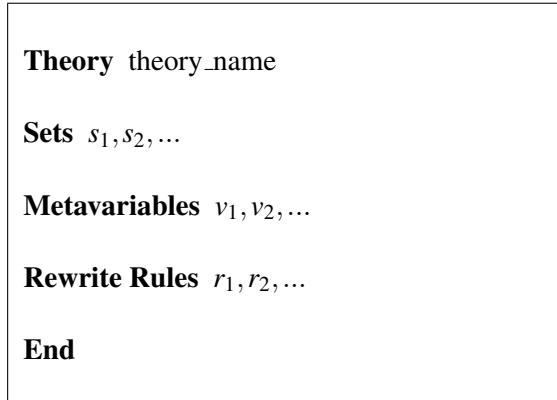 Theory theory_name
Sets s₁,s₂,...
Metavariables v₁,v₂,...
Rewrite Rules r₁,r₂,...
End